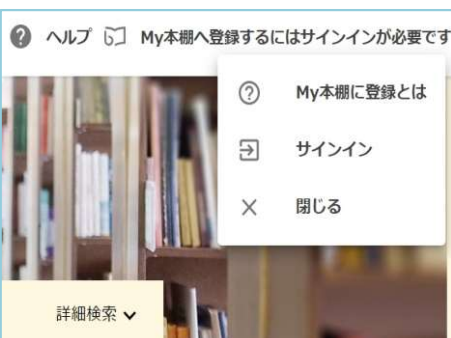 ヘルプ My本棚へ登録するにはサインインが必要です
My本棚に登録とは
サインイン
閉じる
詳細検索